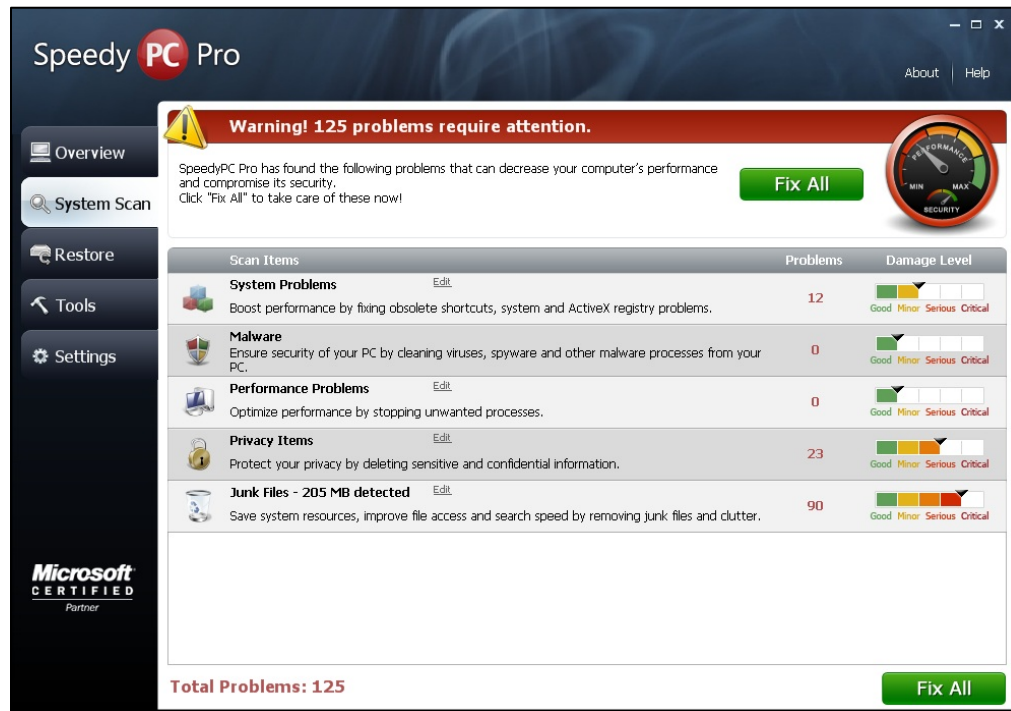 Speedy PC Pro
About | Help
Overview
System Scan
Restore
Tools
Settings
Microsoft
CERTIFIED
Partner
Warning! 125 problems require attention.
SpeedyPC Pro has found the following problems that can decrease your computer's performance
and compromise its security.
Click "Fix All" to take care of these now!
Fix All
PERFORMANCE
MIN MAX
SECURITY
Scan Items Problems Damage Level
System Problems Edit
Boost performance by fixing obsolete shortcuts, system and ActiveX registry problems.
12
Good Minor Serious Critical
Malware
Ensure security of your PC by cleaning viruses, spyware and other malware processes from your
PC.
0
Good Minor Serious Critical
Performance Problems Edit
Optimize performance by stopping unwanted processes.
0
Good Minor Serious Critical
Privacy Items Edit
Protect your privacy by deleting sensitive and confidential information.
23
Good Minor Serious Critical
Junk Files - 205 MB detected Edit
Save system resources, improve file access and search speed by removing junk files and clutter.
90
Good Minor Serious Critical
Total Problems: 125
Fix All